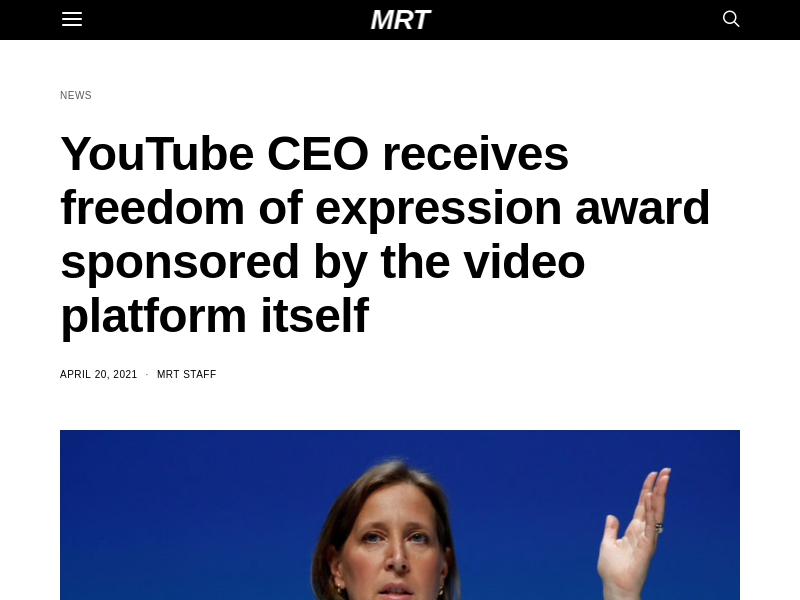 MRT
NEWS
YouTube CEO receives
freedom of expression award
sponsored by the video
platform itself
APRIL 20, 2021 · MRT STAFF